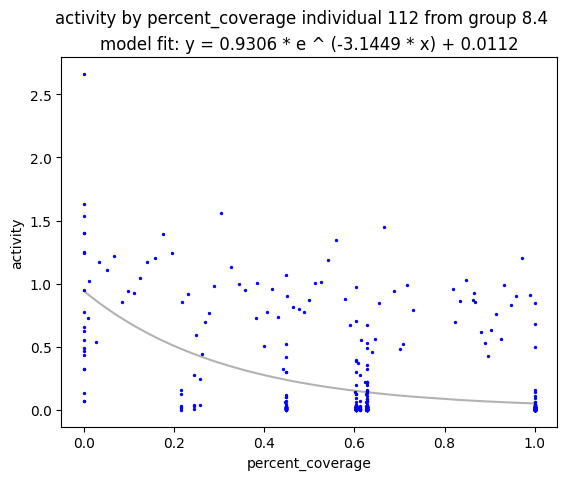 activity by percent_coverage individual 112 from group 8.4
model fit: y = 0.9306 * e ^ (-3.1449 * x) + 0.0112
2.5
2.0
1.5
1.0
0.5
0.0
activity
0.0 0.2 0.4 0.6 0.8 1.0
percent_coverage